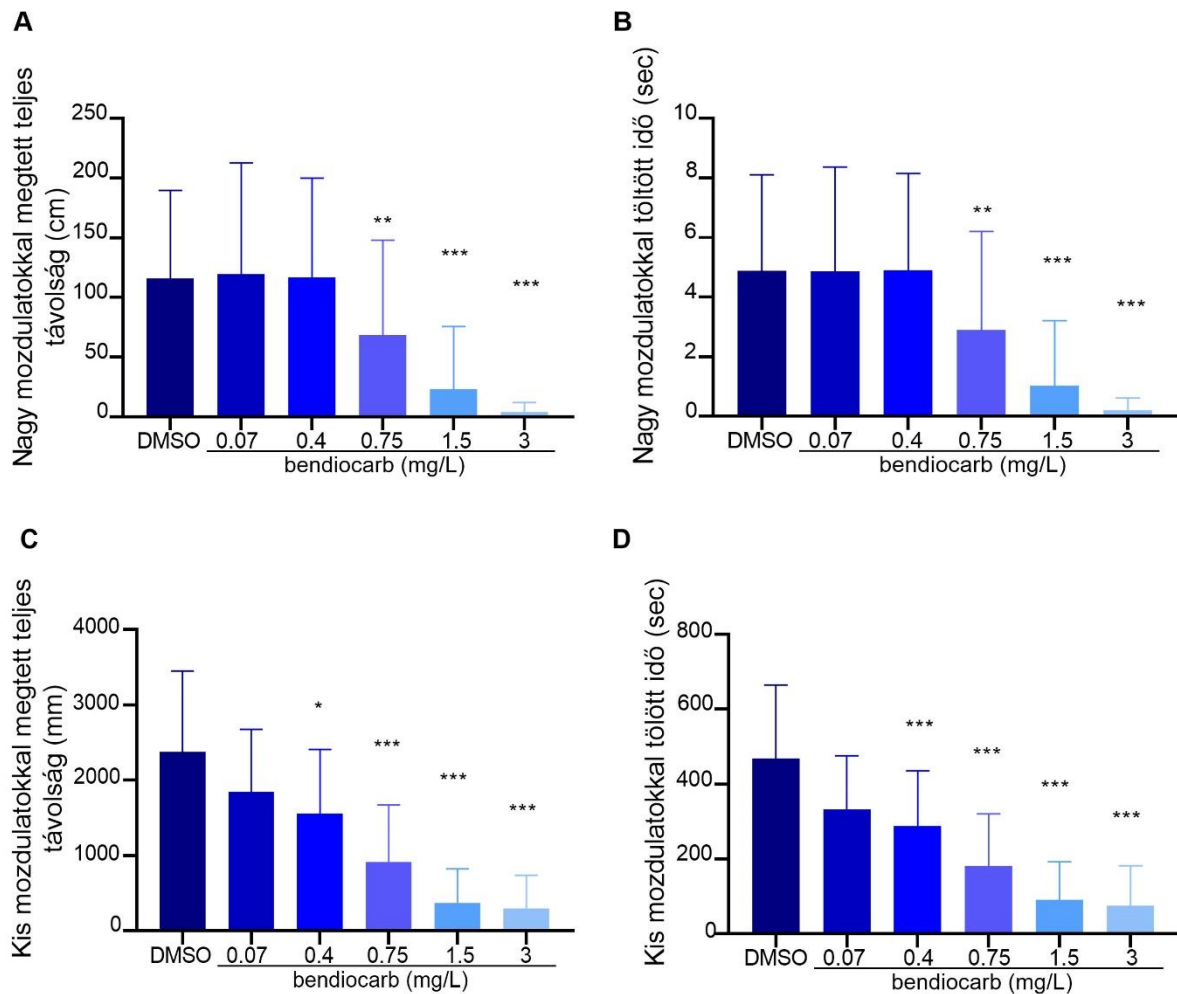 A
Nagy mozdulatokkal megtett teljes
távolság (cm)
250
200
150
100
50
0
**
***
***
DMSO 0.07 0.4 0.75 1.5 3
bendiocarb (mg/L)
B
Nagy mozdulatokkal töltött idő (sec)
10
8
6
4
2
0
**
***
***
DMSO 0.07 0.4 0.75 1.5 3
bendiocarb (mg/L)
C
Kis mozdulatokkal megtett teljes
távolság (mm)
4000
3000
2000
1000
0
*
***
***
***
DMSO 0.07 0.4 0.75 1.5 3
bendiocarb (mg/L)
D
Kis mozdulatokkal tölött idő (sec)
800
600
400
200
0
***
***
***
***
DMSO 0.07 0.4 0.75 1.5 3
bendiocarb (mg/L)